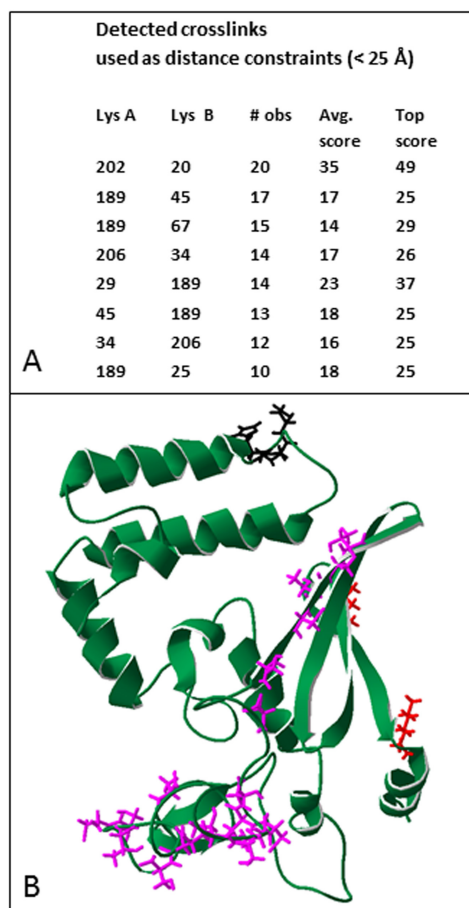 Detected crosslinks
used as distance constraints (< 25 Å)
Lys A Lys B # obs Avg. score Top score
202 20 20 35 49
189 45 17 17 25
189 67 15 14 29
206 34 14 17 26
29 189 14 23 37
45 189 13 18 25
34 206 12 16 25
189 25 10 18 25
A
B